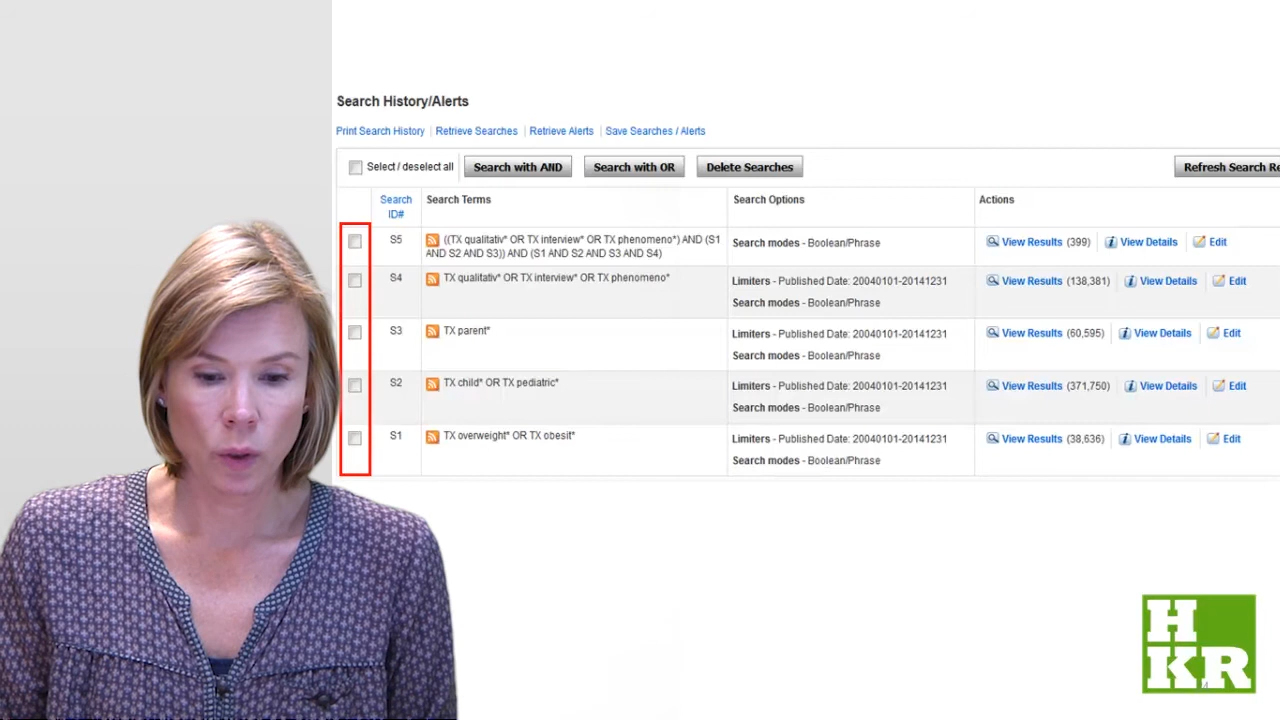 Search History/Alerts
Print Search History Retrieve Searches Retrieve Alerts Save Searches / Alerts
Select / deselect all Search with AND Search with OR Delete Searches Refresh Search Re
Search ID# Search Terms Search Options Actions
S5 ((TX qualitativ* OR TX interview* OR TX phenomeno*) AND (S1 AND S2 AND S3)) AND (S1 AND S2 AND S3 AND S4) Search modes - Boolean/Phrase View Results (399) View Details Edit
S4 TX qualitativ* OR TX interview* OR TX phenomeno* Limiters - Published Date: 20040101-20141231 View Results (138,381) View Details Edit
Search modes - Boolean/Phrase
S3 TX parent* Limiters - Published Date: 20040101-20141231 View Results (60,595) View Details Edit
Search modes - Boolean/Phrase
S2 TX child* OR TX pediatric* Limiters - Published Date: 20040101-20141231 View Results (371,750) View Details Edit
Search modes - Boolean/Phrase
S1 TX overweight* OR TX obesit* Limiters - Published Date: 20040101-20141231 View Results (38,636) View Details Edit
Search modes - Boolean/Phrase
H
KR